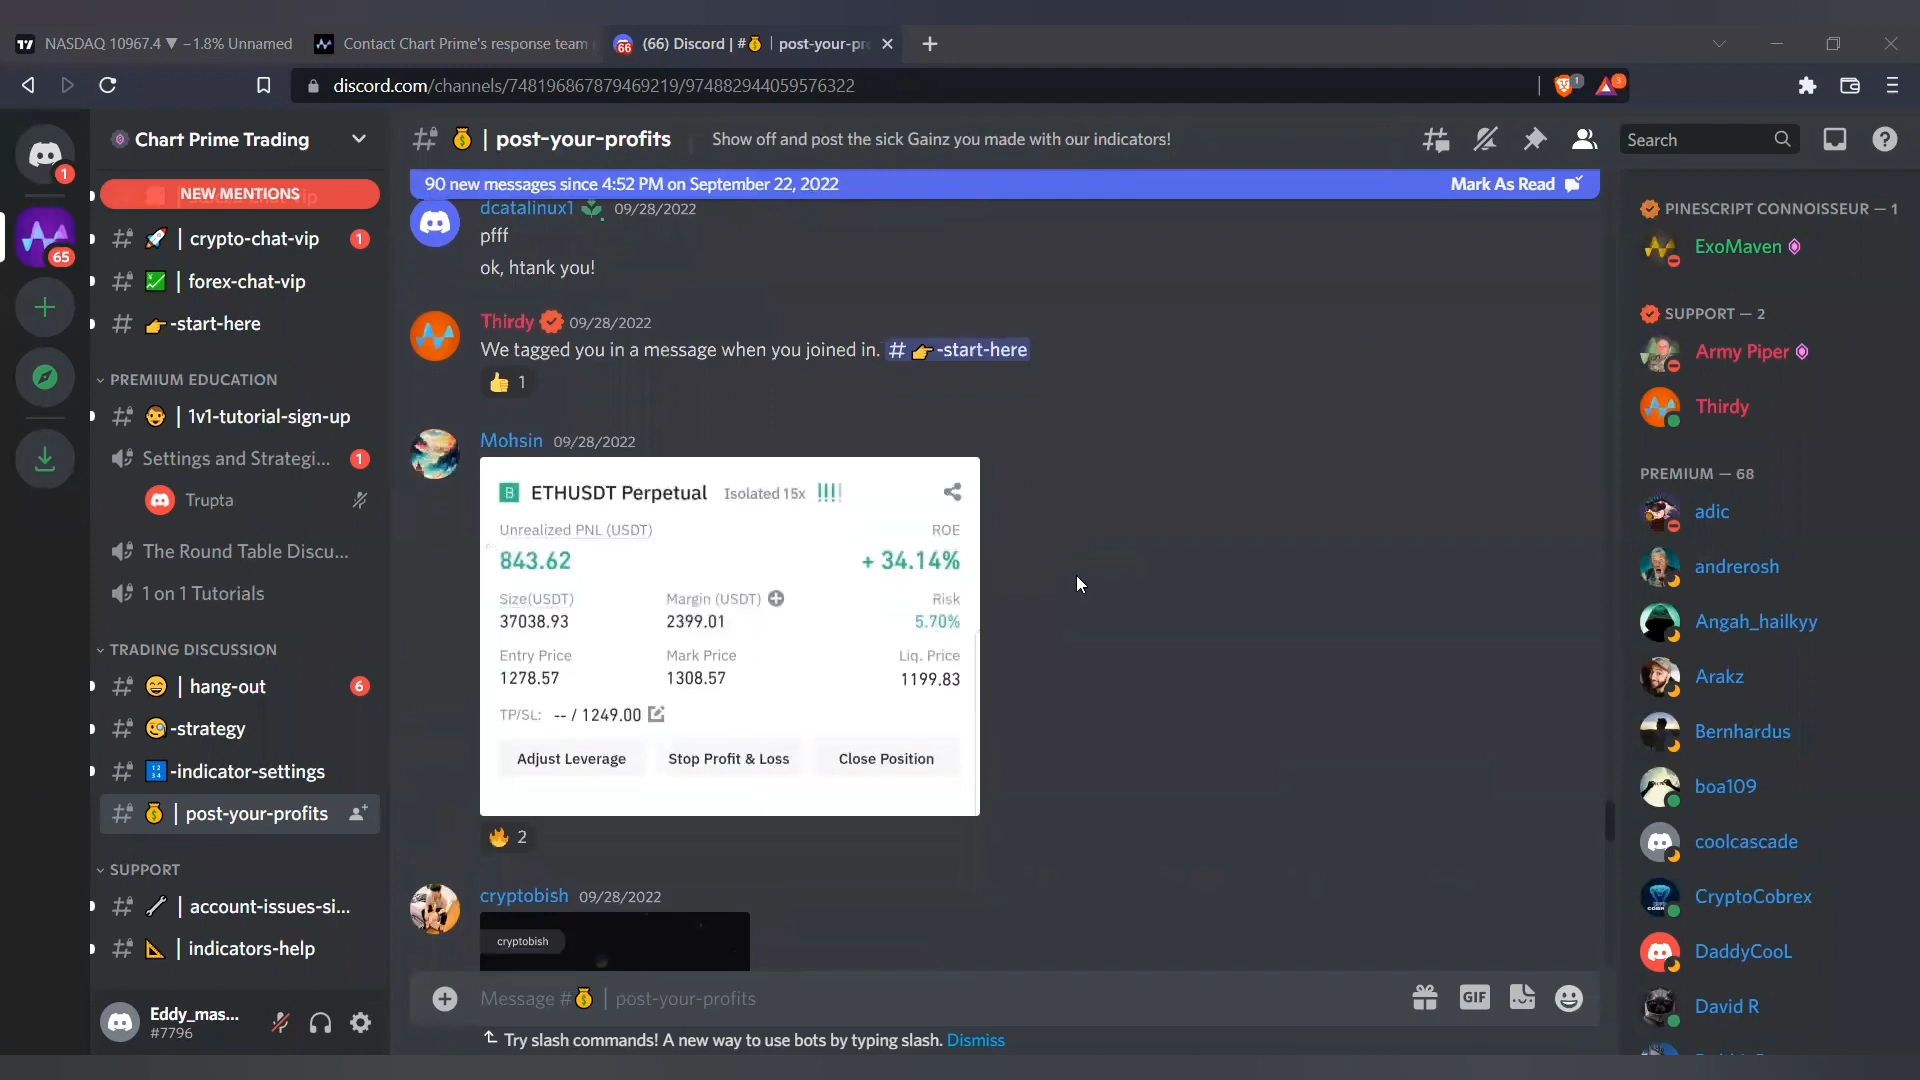 NASDAQ 10967.4 ▼ −1.8% Unnamed
Contact Chart Prime's response team
(66) Discord | #💰 | post-your-pr
discord.com/channels/748196867879469219/974882944059576322
1
3
Chart Prime Trading
💰 | post-your-profits
Show off and post the sick Gainz you made with our indicators!
Search
1
65
NEW MENTIONS
🚀 | crypto-chat-vip 1
💹 | forex-chat-vip
👉-start-here
PREMIUM EDUCATION
👨 | 1v1-tutorial-sign-up
Settings and Strategi... 1
Trupta
The Round Table Discu...
1 on 1 Tutorials
TRADING DISCUSSION
😄 | hang-out 6
🧐-strategy
🔢-indicator-settings
💰 | post-your-profits
SUPPORT
🔧 | account-issues-si...
📐 | indicators-help
Eddy_mas...
#7796
90 new messages since 4:52 PM on September 22, 2022
Mark As Read
dcatalinux1 09/28/2022
pfff
ok, htank you!
Thirdy 09/28/2022
We tagged you in a message when you joined in. # 👉-start-here
👍 1
Mohsin 09/28/2022
B ETHUSDT Perpetual Isolated 15x !!!!
Unrealized PNL (USDT) ROE
843.62 + 34.14%
Size(USDT) Margin (USDT) Risk
37038.93 2399.01 5.70%
Entry Price Mark Price Liq. Price
1278.57 1308.57 1199.83
TP/SL: -- / 1249.00
Adjust Leverage Stop Profit & Loss Close Position
🔥 2
cryptobish 09/28/2022
cryptobish
Message #💰 | post-your-profits
GIF
Try slash commands! A new way to use bots by typing slash. Dismiss
PINESCRIPT CONNOISSEUR — 1
ExoMaven
SUPPORT — 2
Army Piper
Thirdy
PREMIUM — 68
adic
andrerosh
Angah_hailkyy
Arakz
Bernhardus
boa109
coolcascade
CryptoCobrex
DaddyCooL
David R